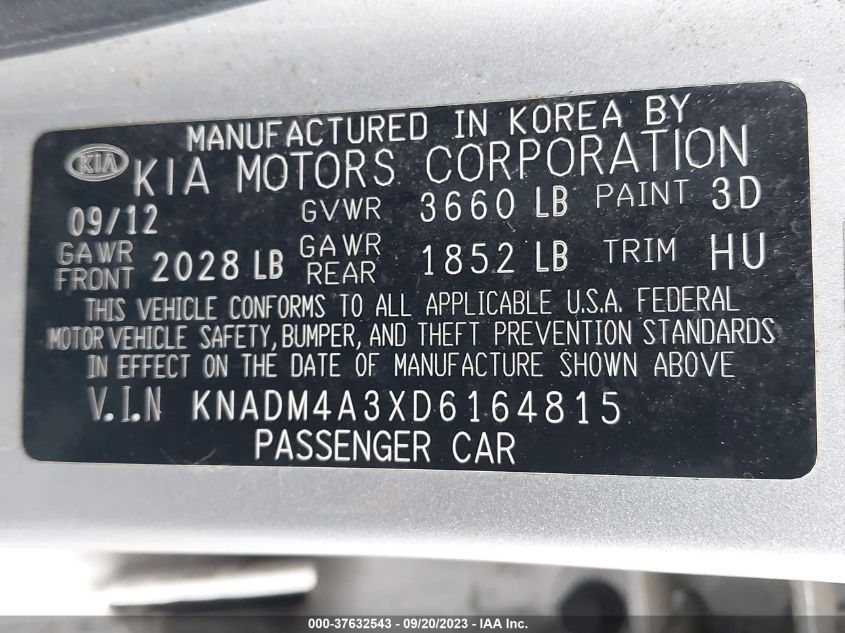 MANUFACTURED IN KOREA BY
KIA KIA MOTORS CORPORATION
09/12 GVWR 3660 LB PAINT 3D
GAWR FRONT 2028 LB GAWR REAR 1852 LB TRIM HU
THIS VEHICLE CONFORMS TO ALL APPLICABLE U.S.A. FEDERAL
MOTOR VEHICLE SAFETY, BUMPER, AND THEFT PREVENTION STANDARDS
IN EFFECT ON THE DATE OF MANUFACTURE SHOWN ABOVE
V.I.N KNADM4A3XD6164815
PASSENGER CAR
000-37632543 - 09/20/2023 - IAA Inc.